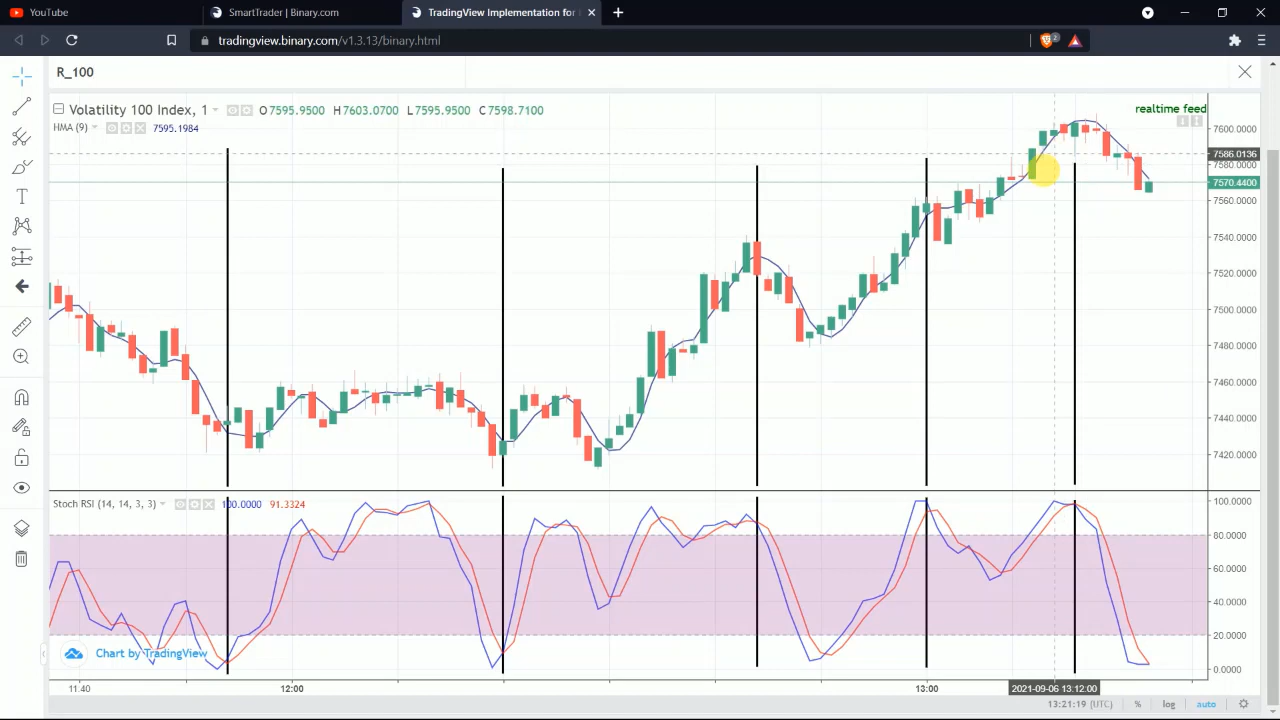 YouTube
SmartTrader | Binary.com
TradingView Implementation for
tradingview.binary.com/v1.3.13/binary.html
2
R_100
Volatility 100 Index, 1
O7595.9500 H7603.0700 L7595.9500 C7598.7100
realtime feed
HMA (9)
7595.1984
7600.0000
7586.0136
7580.0000
7570.4400
7560.0000
7540.0000
7520.0000
7500.0000
7480.0000
7460.0000
7440.0000
7420.0000
Stoch RSI (14, 14, 3, 3)
100.0000
91.3324
100.0000
80.0000
60.0000
40.0000
20.0000
0.0000
Chart by TradingView
11:40
12:00
13:00
2021-09-06 13:12:00
13:21:19 (UTC)
%
log
auto